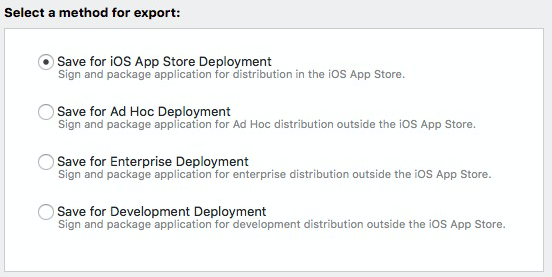 Select a method for export:
Save for iOS App Store Deployment
Sign and package application for distribution in the iOS App Store.
Save for Ad Hoc Deployment
Sign and package application for Ad Hoc distribution outside the iOS App Store.
Save for Enterprise Deployment
Sign and package application for enterprise distribution outside the iOS App Store.
Save for Development Deployment
Sign and package application for development distribution outside the iOS App Store.